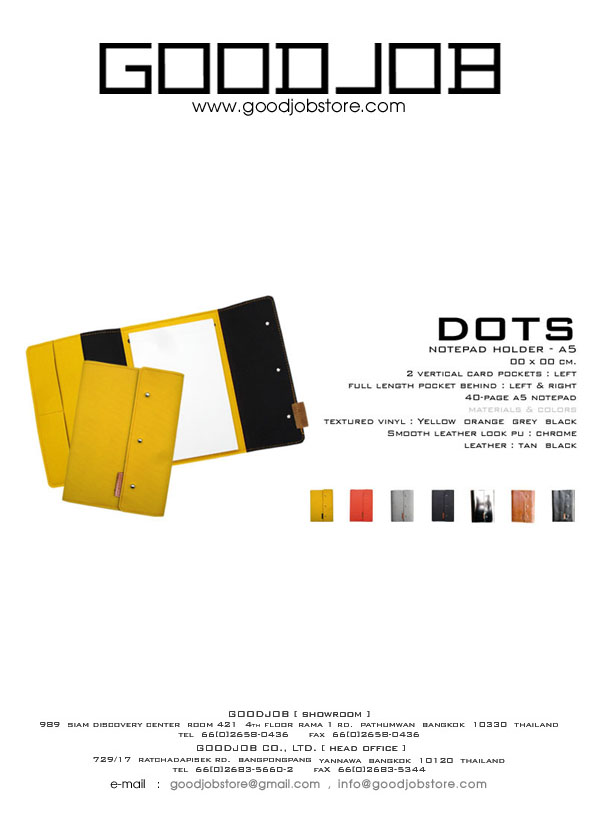 GOODJOB
www.goodjobstore.com
DOTS
NOTEPAD HOLDER - A5
00 X 00 CM.
2 VERTICAL CARD POCKETS : LEFT
FULL LENGTH POCKET BEHIND : LEFT & RIGHT
40-PAGE A5 NOTEPAD
MATERIALS & COLORS
TEXTURED VINYL : YELLOW ORANGE GREY BLACK
SMOOTH LEATHER LOOK PU : CHROME
LEATHER : TAN BLACK
GOODJOB [ SHOWROOM ]
989 SIAM DISCOVERY CENTER ROOM 421 4TH FLOOR RAMA 1 RD. PATHUMWAN BANGKOK 10330 THAILAND
TEL 66(0)2658-0436 FAX 66(0)2658-0436
GOODJOB CO., LTD. [ HEAD OFFICE ]
729/17 RATCHADAPISEK RD. BANGPONGPANG YANNAWA BANGKOK 10120 THAILAND
TEL 66(0)2683-5660-2 FAX 66(0)2683-5344
e-mail : goodjobstore@gmail.com , info@goodjobstore.com